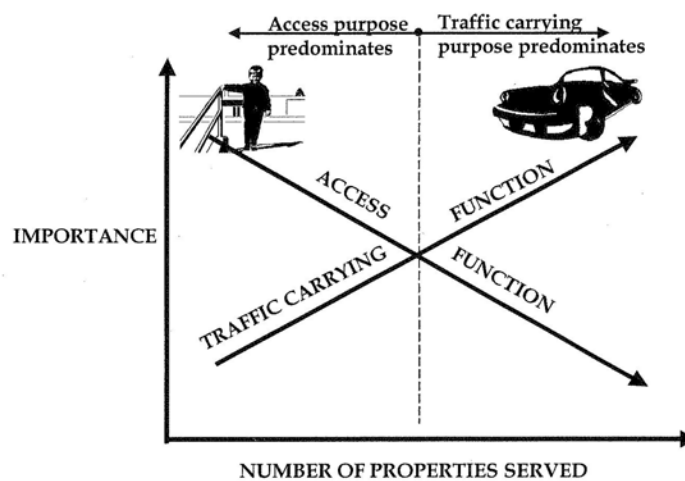 Access purpose
predominates
Traffic carrying
purpose predominates
IMPORTANCE
ACCESS FUNCTION
TRAFFIC CARRYING FUNCTION
NUMBER OF PROPERTIES SERVED